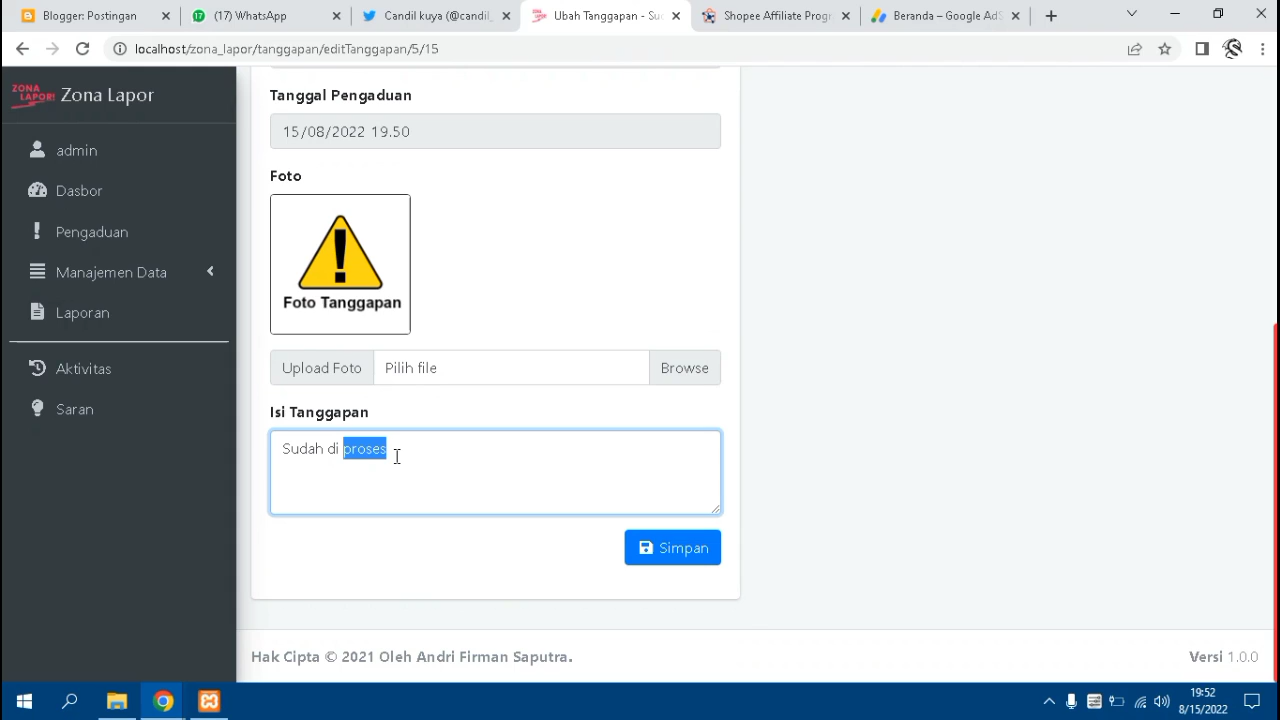 Blogger: Postingan
(17) WhatsApp
Candil kuya (@candil_
Ubah Tanggapan - Su
Shopee Affiliate Progr
Beranda – Google AdS
localhost/zona_lapor/tanggapan/editTanggapan/5/15
ZONA
LAPOR!
Zona Lapor
admin
Dasbor
Pengaduan
Manajemen Data
Laporan
Aktivitas
Saran
Tanggal Pengaduan
15/08/2022 19.50
Foto
Foto Tanggapan
Upload Foto
Pilih file
Browse
Isi Tanggapan
Sudah di proses
Simpan
Hak Cipta © 2021 Oleh Andri Firman Saputra.
Versi 1.0.0
19:52
8/15/2022